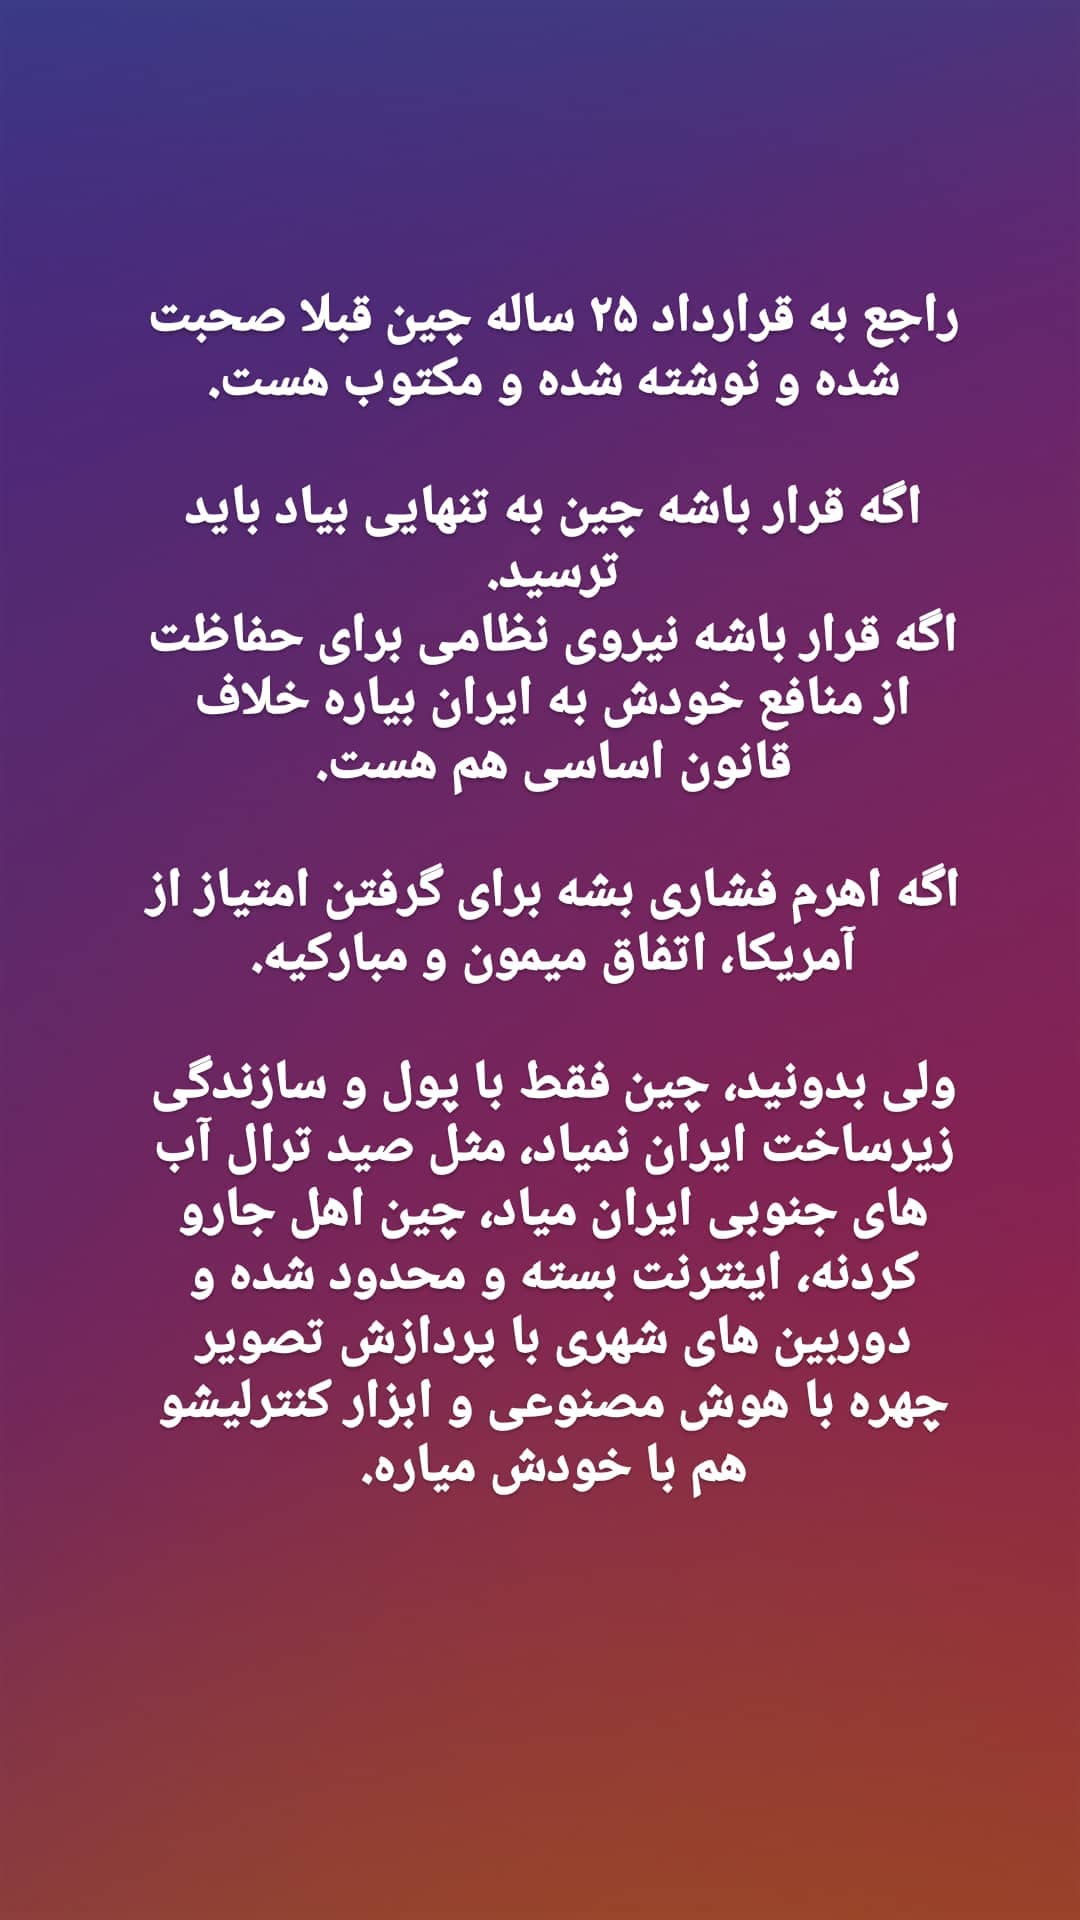 راجع به قرارداد ۲۵ ساله چین قبلا صحبت
شده و نوشته شده و مکتوب هست.
اگه قرار باشه چین به تنهایی بیاد باید
ترسید.
اگه قرار باشه نیروی نظامی برای حفاظت
از منافع خودش به ایران بیاره خلاف
قانون اساسی هم هست.
اگه اهرم فشاری بشه برای گرفتن امتیاز از
آمریکا، اتفاق میمون و مبارکیه.
ولی بدونید، چین فقط با پول و سازندگی
زیرساخت ایران نمیاد، مثل صید ترال آب
های جنوبی ایران میاد، چین اهل جارو
کردنه، اینترنت بسته و محدود شده و
دوربین های شهری با پردازش تصویر
چهره با هوش مصنوعی و ابزار کنترلیشو
هم با خودش میاره.